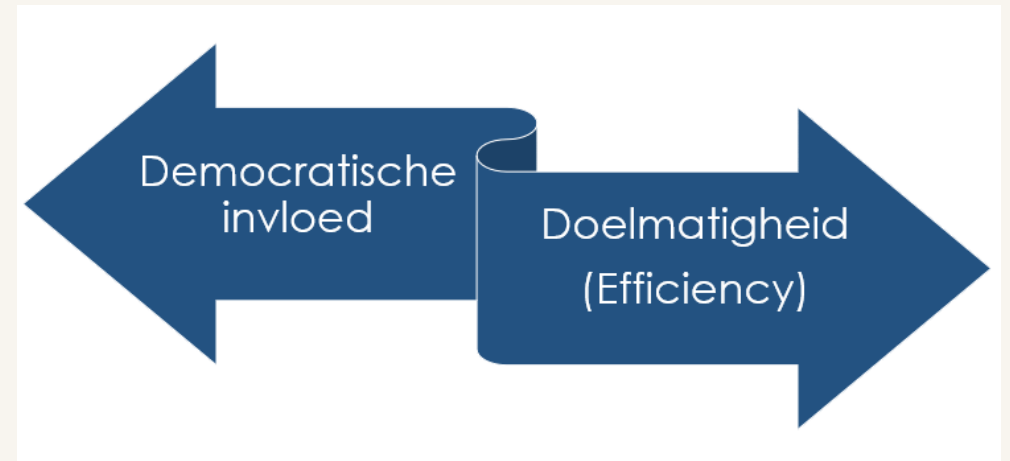 Democratische
invloed
Doelmatigheid
(Efficiency)